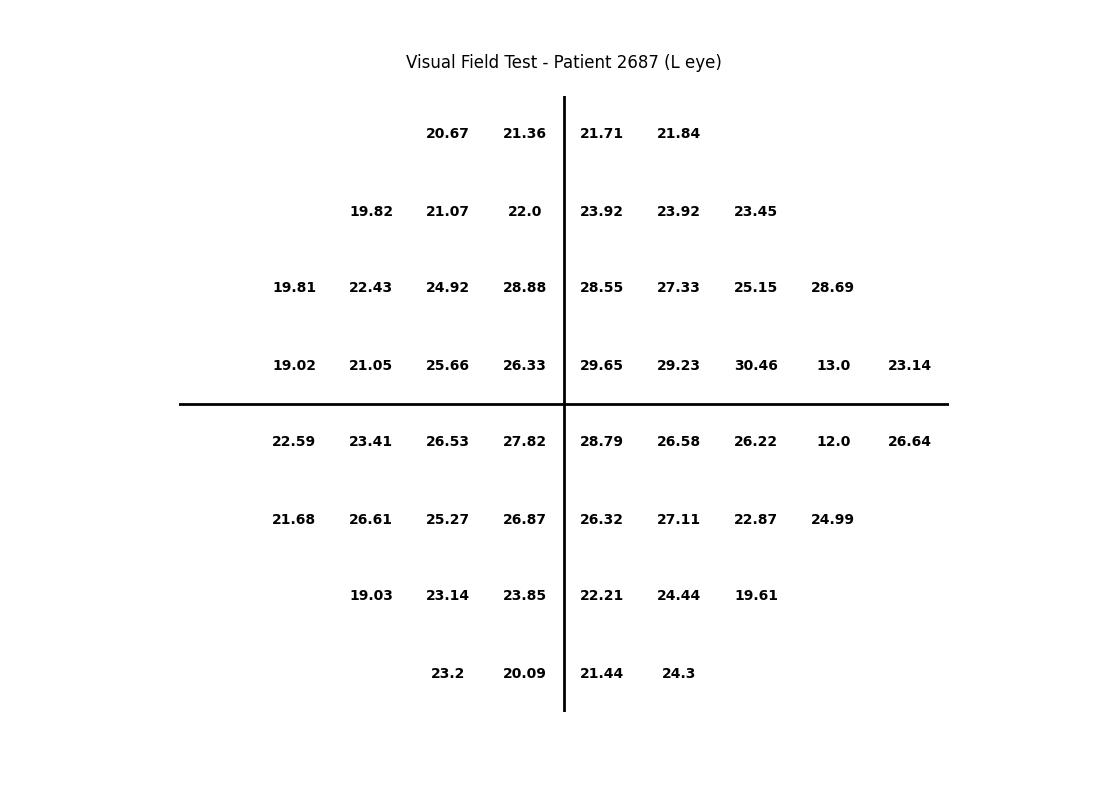 Visual Field Test - Patient 2687 (L eye)
20.67 21.36 21.71 21.84
19.82 21.07 22.0 23.92 23.92 23.45
19.81 22.43 24.92 28.88 28.55 27.33 25.15 28.69
19.02 21.05 25.66 26.33 29.65 29.23 30.46 13.0 23.14
22.59 23.41 26.53 27.82 28.79 26.58 26.22 12.0 26.64
21.68 26.61 25.27 26.87 26.32 27.11 22.87 24.99
19.03 23.14 23.85 22.21 24.44 19.61
23.2 20.09 21.44 24.3